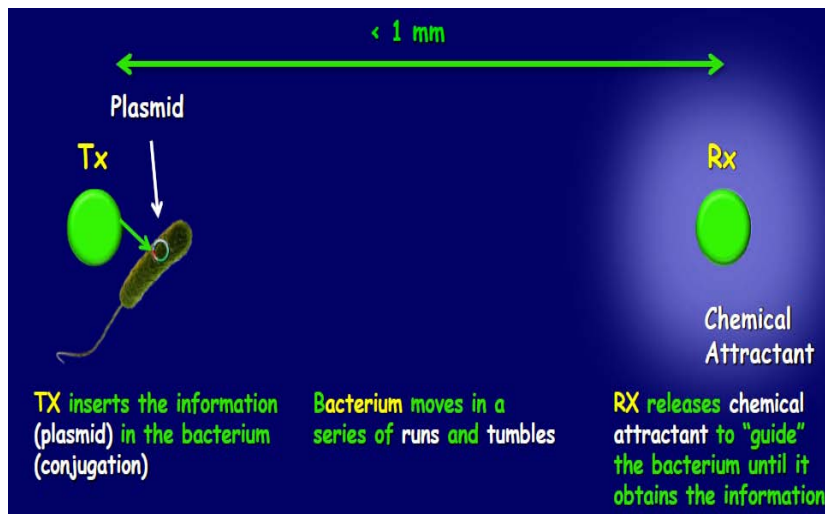 < 1 mm
Plasmid
Tx
Rx
Chemical
Attractant
TX inserts the information
(plasmid) in the bacterium
(conjugation)
Bacterium moves in a
series of runs and tumbles
RX releases chemical
attractant to “guide”
the bacterium until it
obtains the information